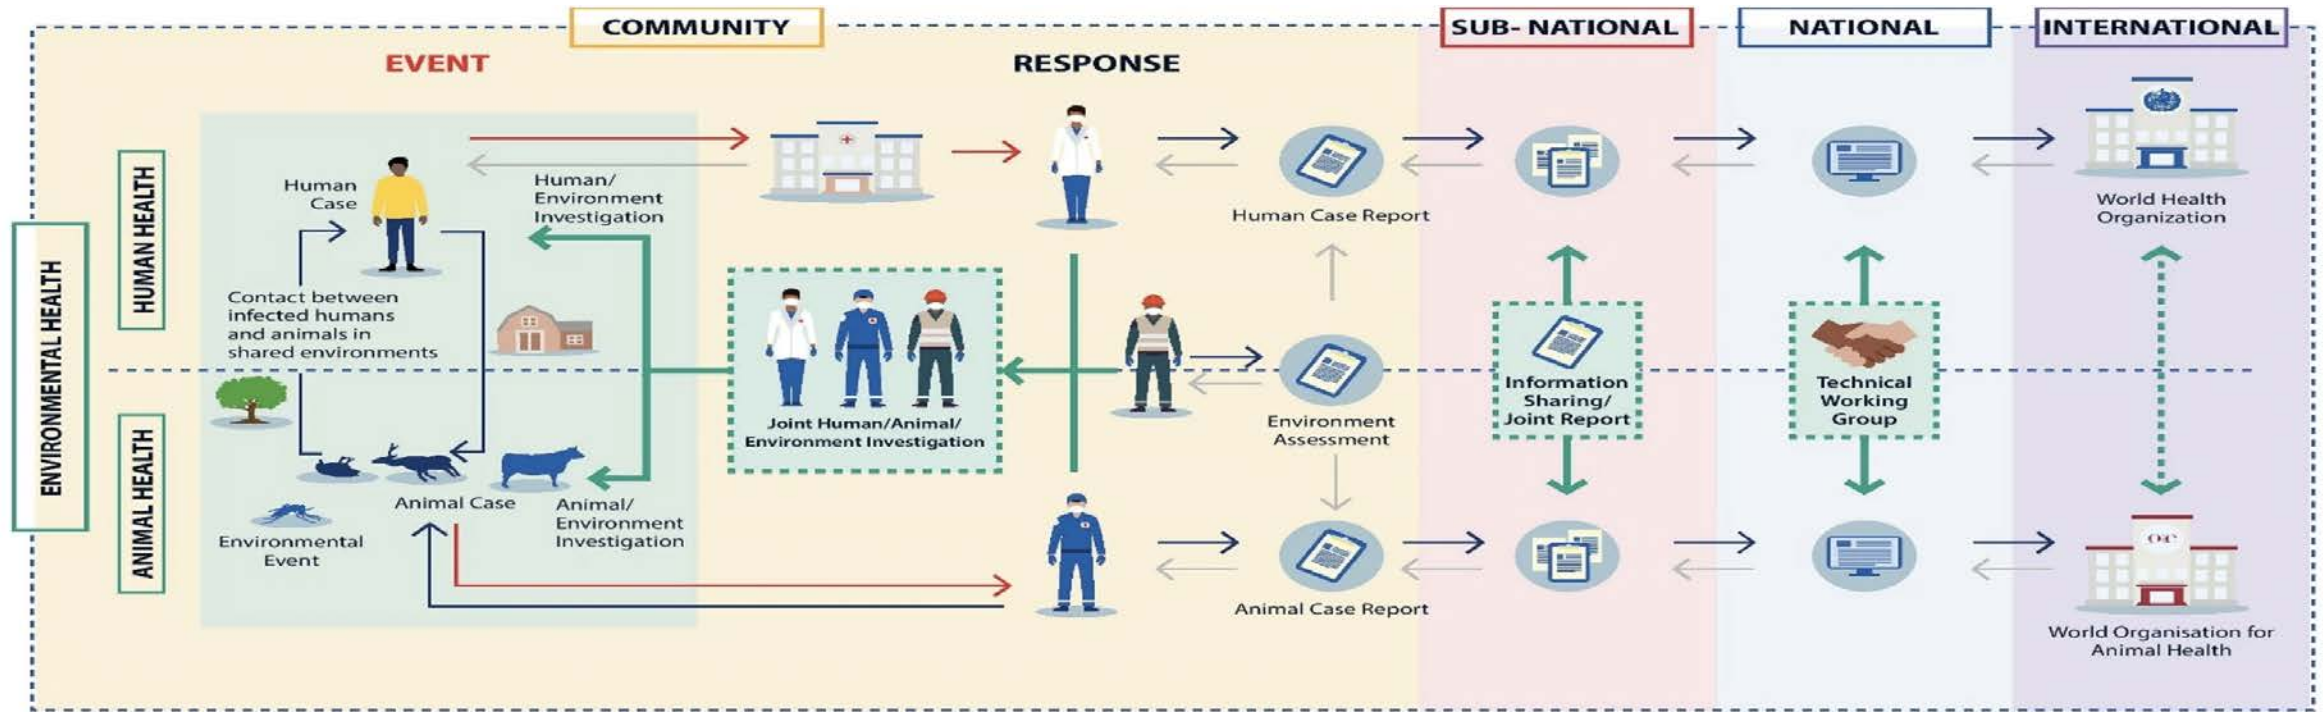 COMMUNITY
SUB- NATIONAL
NATIONAL
INTERNATIONAL
EVENT
RESPONSE
ENVIRONMENTAL HEALTH
HUMAN HEALTH
ANIMAL HEALTH
Human
Case
Human/
Environment
Investigation
Contact between
infected humans
and animals in
shared environments
Animal Case
Environmental
Event
Animal/
Environment
Investigation
Joint Human/Animal/
Environment Investigation
Human Case Report
Environment
Assessment
Animal Case Report
Information
Sharing/
Joint Report
Technical
Working
Group
World Health
Organization
World Organisation for
Animal Health